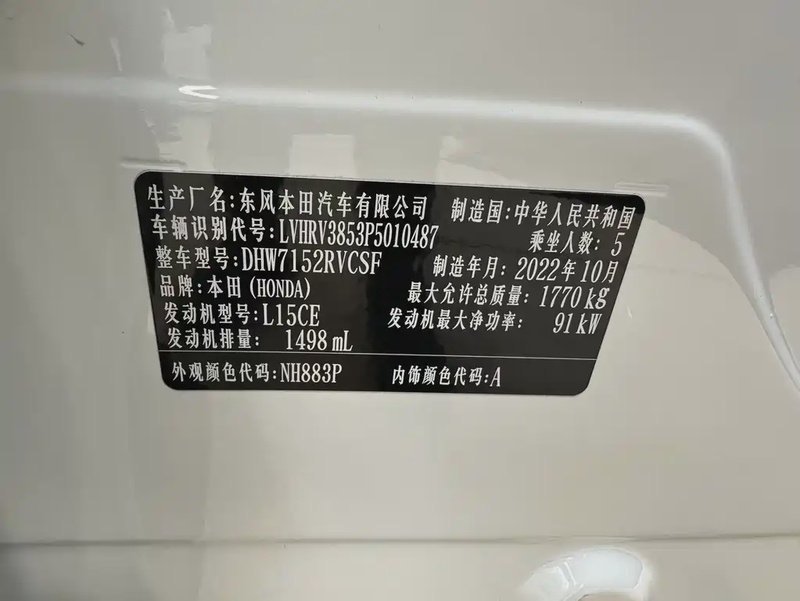 生产厂名:东风本田汽车有限公司 制造国:中华人民共和国
车辆识别代号:LVHRV3853P5010487 乘坐人数: 5
整车型号:DHW7152RVCSF 制造年月:2022年10月
品牌:本田(HONDA) 最大允许总质量:1770kg
发动机型号:L15CE 发动机最大净功率: 91kW
发动机排量: 1498mL
外观颜色代码:NH883P 内饰颜色代码:A